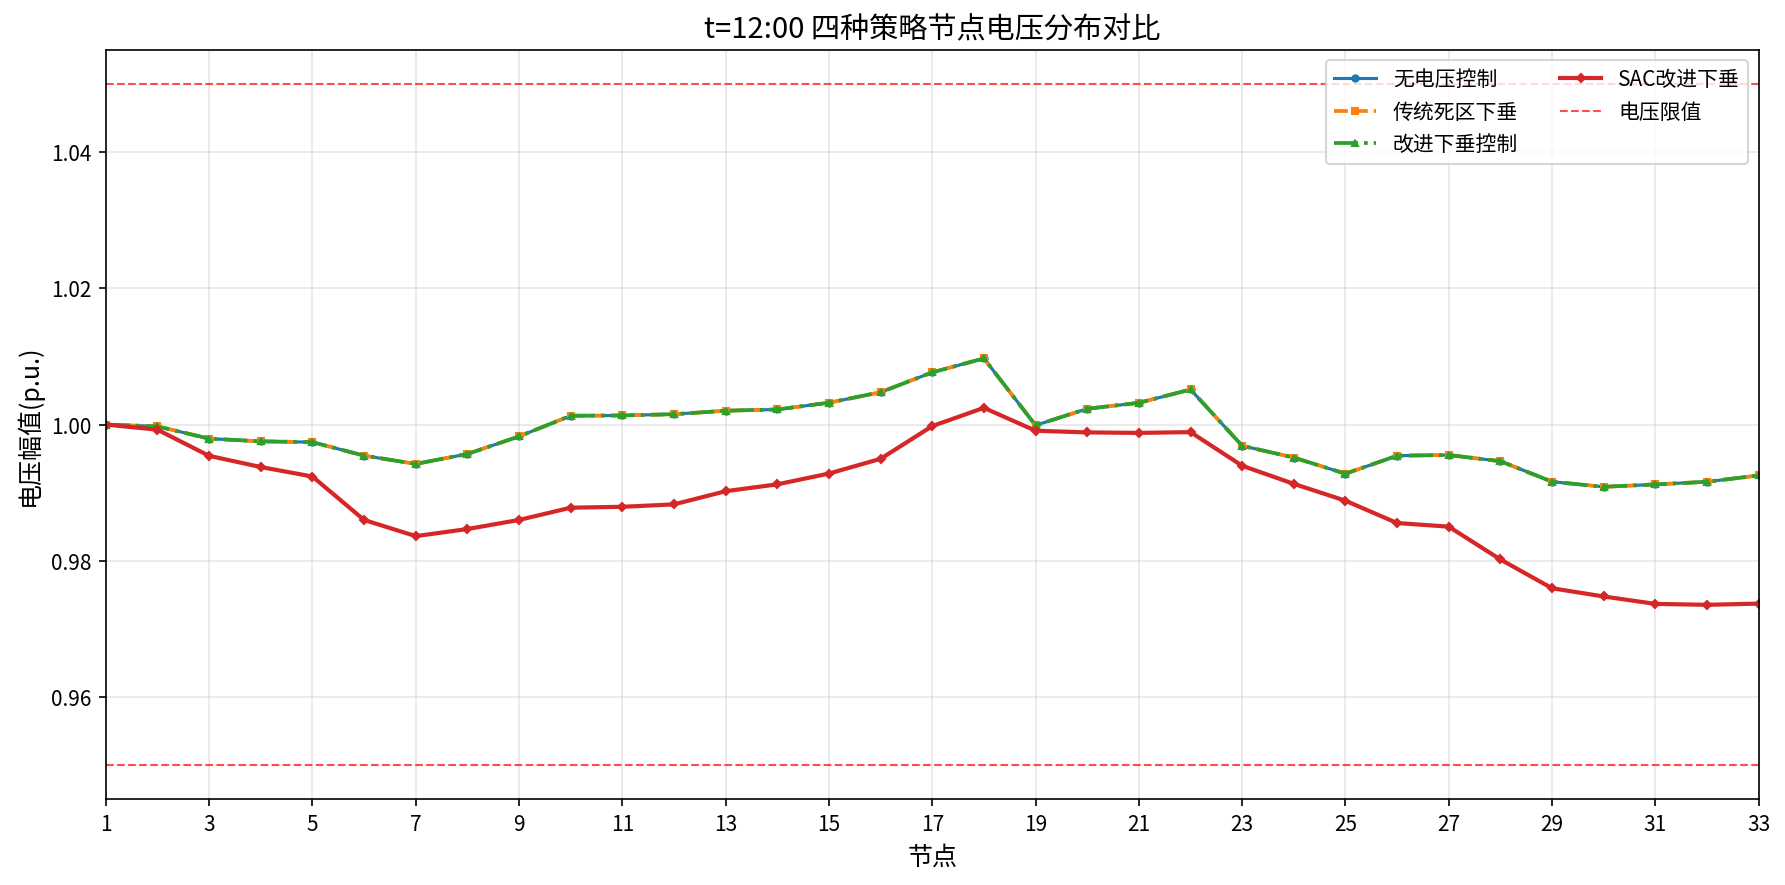 t=12:00 四种策略节点电压分布对比
无电压控制
传统死区下垂
改进下垂控制
SAC改进下垂
电压限值
电压幅值(p.u.)
1.04
1.02
1.00
0.98
0.96
1 3 5 7 9 11 13 15 17 19 21 23 25 27 29 31 33
节点